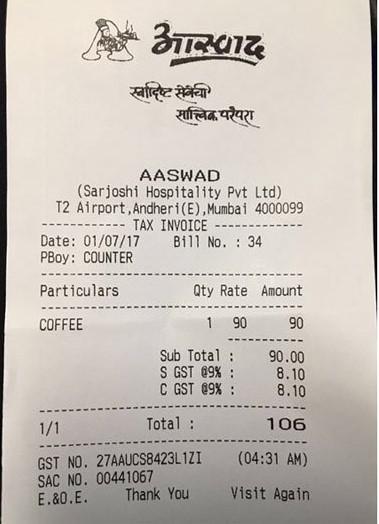 आस्वाद
स्वादिष्ट सेवेची
सात्त्विक परंपरा
AASWAD
(Sarjoshi Hospitality Pvt Ltd)
T2 Airport,Andheri(E),Mumbai 4000099
----------- TAX INVOICE -----------
Date: 01/07/17 Bill No. : 34
PBoy: COUNTER
Particulars Qty Rate Amount
COFFEE 1 90 90
Sub Total : 90.00
S GST @9% : 8.10
C GST @9% : 8.10
1/1 Total : 106
GST NO. 27AAUCS8423L1ZI (04:31 AM)
SAC NO. 00441067
E.&O.E. Thank You Visit Again